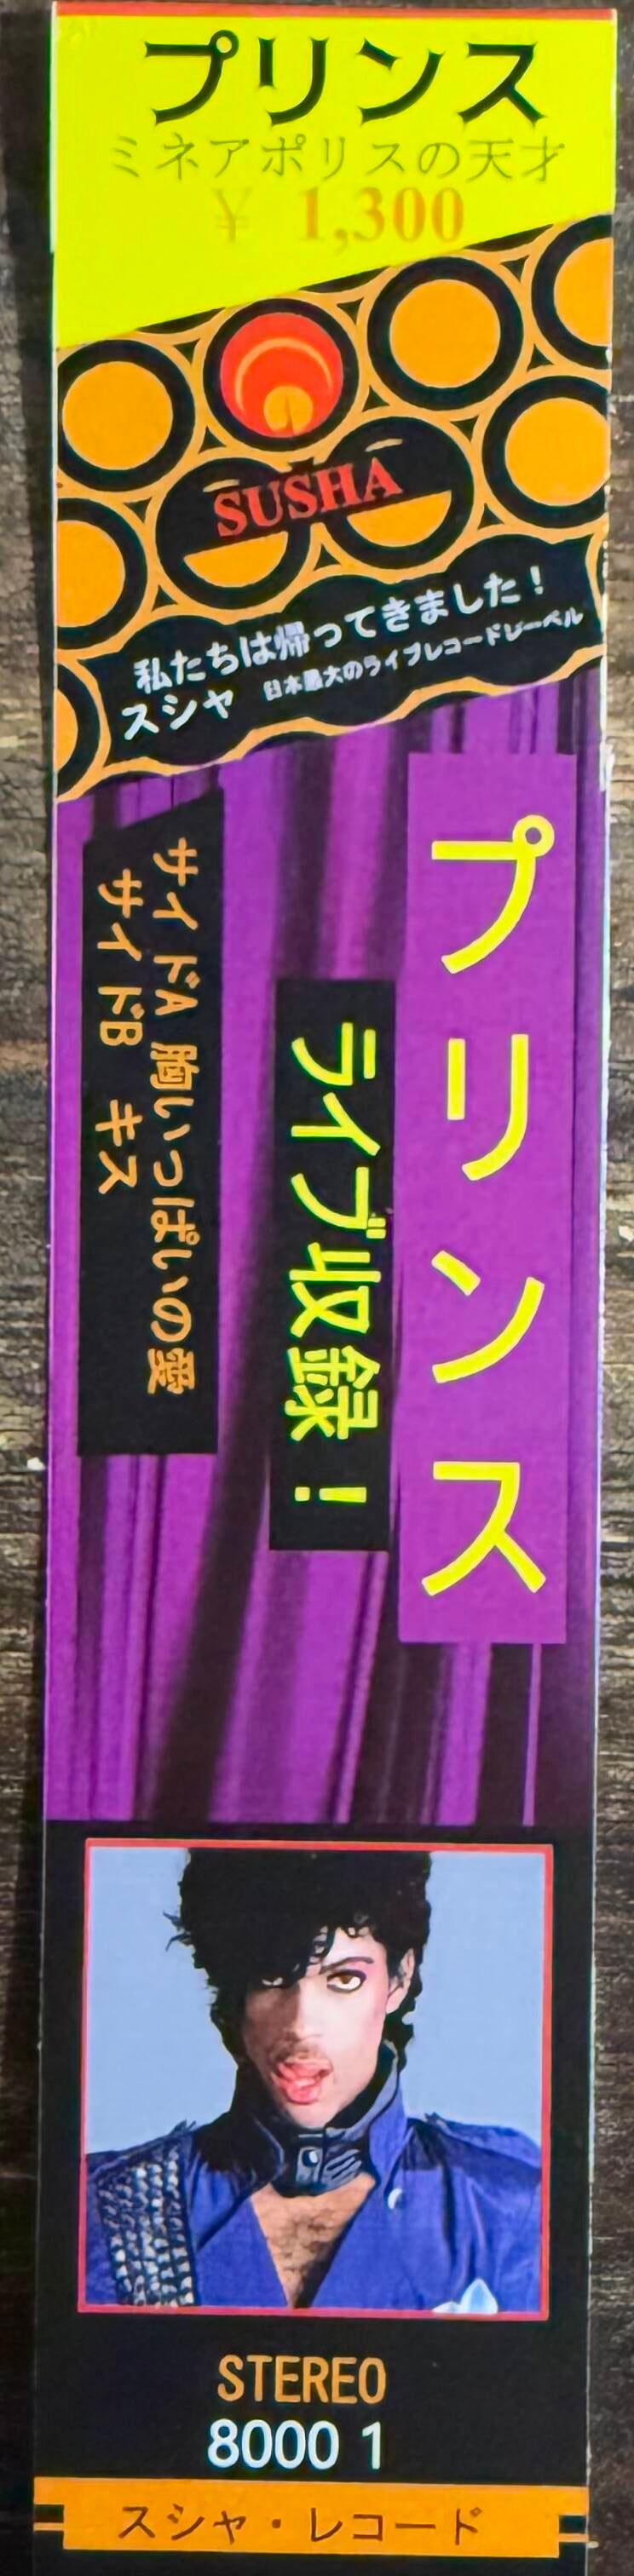 プリンス
ミネアポリスの天才
¥ 1,300
SUSHA
私たちは帰ってきました！
スシャ 日本最大のライブレコードレーベル
プリンス
ライブ収録！
サイドA 胸いっぱいの愛
サイドB キス
STEREO
8000 1
スシャ・レコード